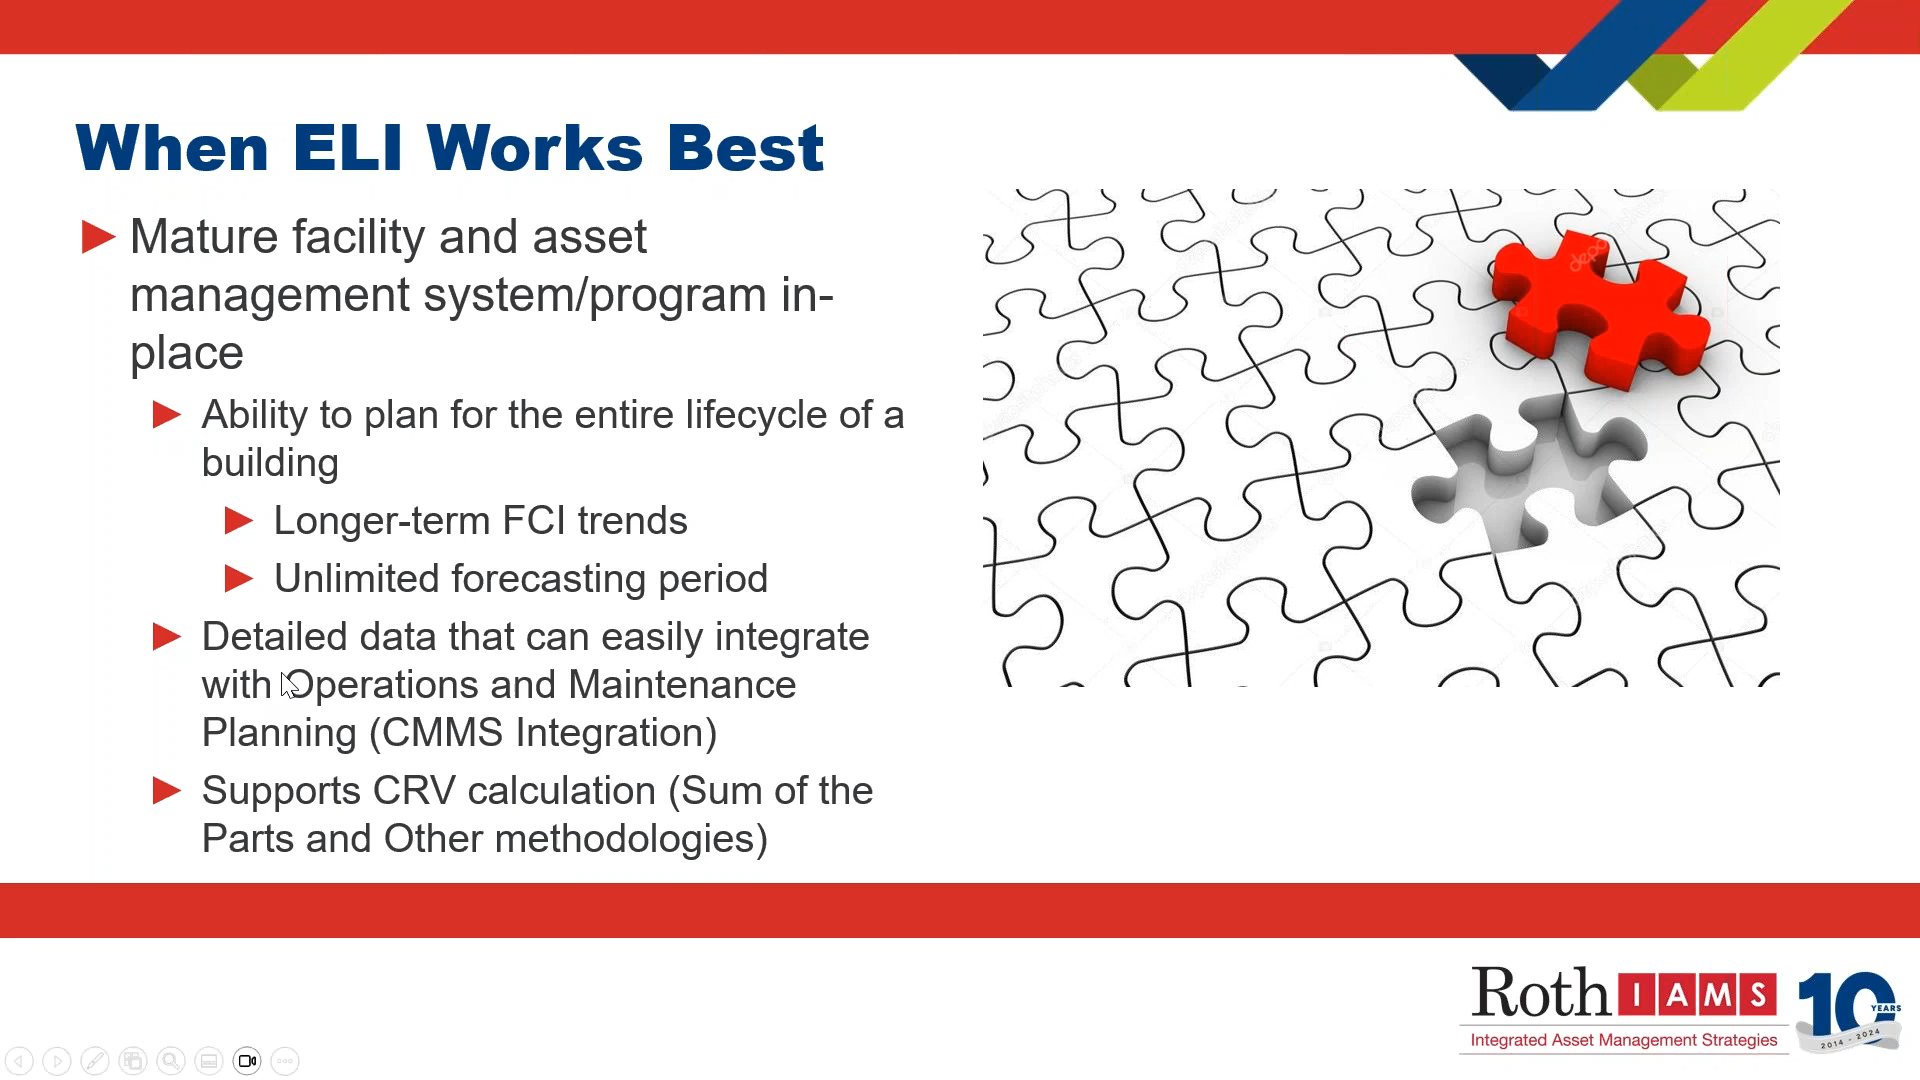 When ELI Works Best
Mature facility and asset
management system/program in-
place
Ability to plan for the entire lifecycle of a
building
Longer-term FCI trends
Unlimited forecasting period
Detailed data that can easily integrate
with Operations and Maintenance
Planning (CMMS Integration)
Supports CRV calculation (Sum of the
Parts and Other methodologies)
Roth IAMS
Integrated Asset Management Strategies
10 YEARS
2014 - 2024